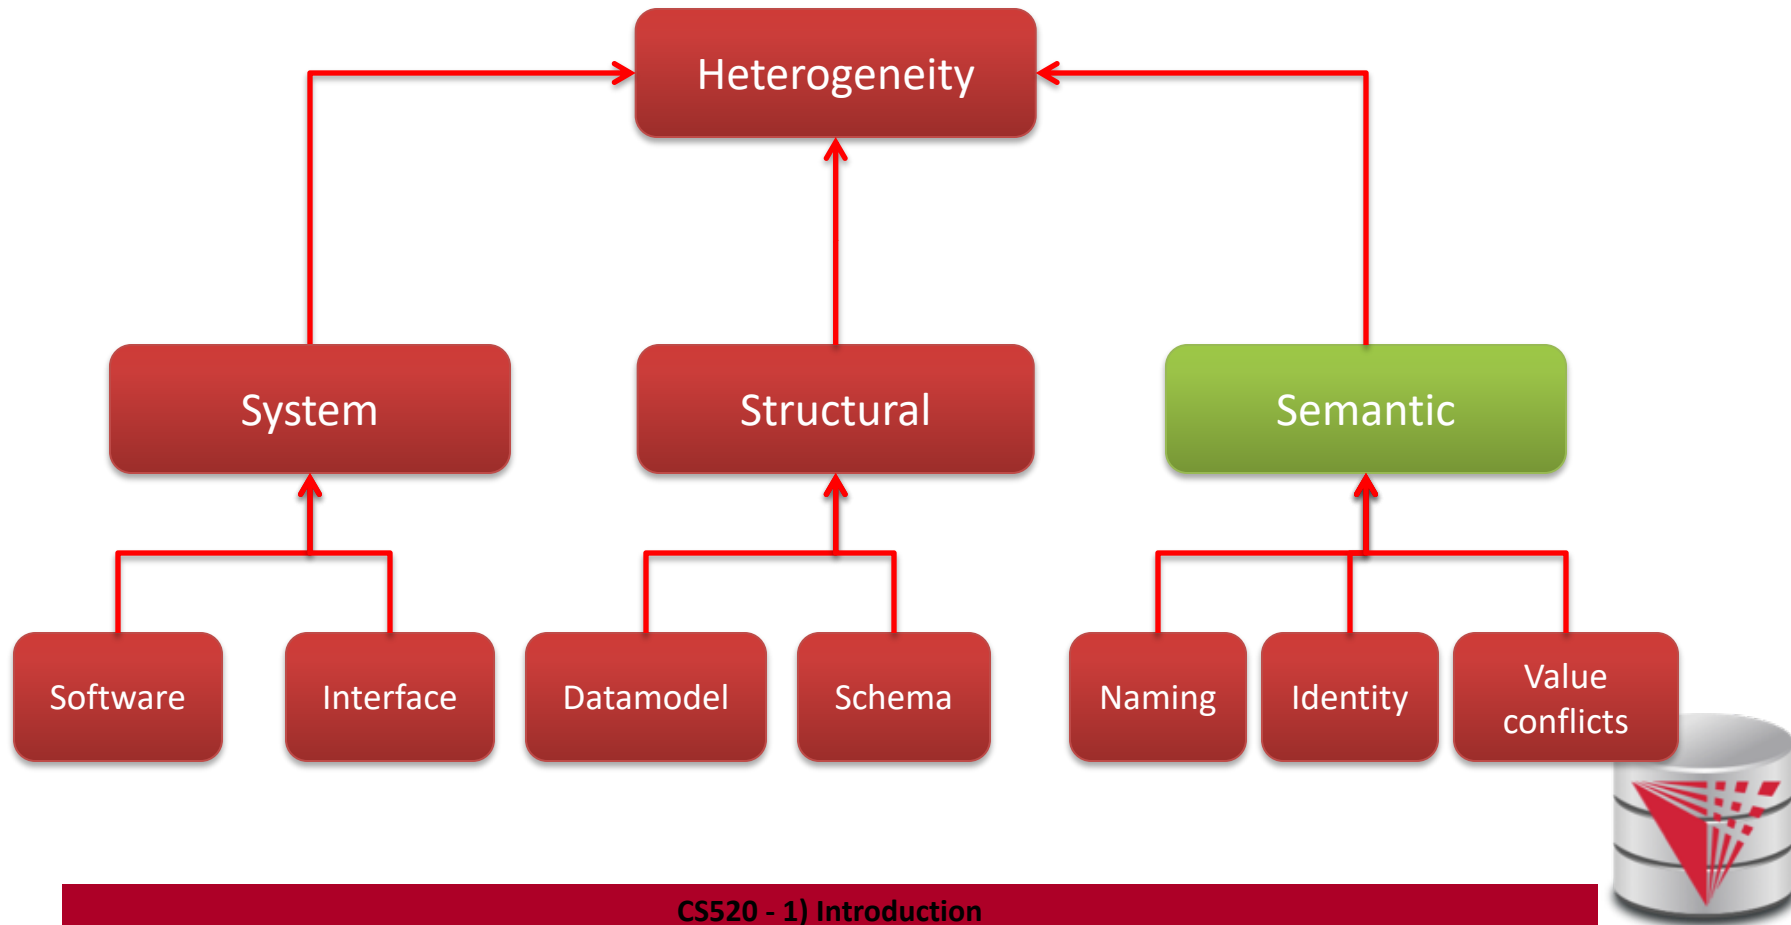 Heterogeneity
System
Structural
Semantic
Software
Interface
Datamodel
Schema
Naming
Identity
Value
conflicts
CS520 - 1) Introduction